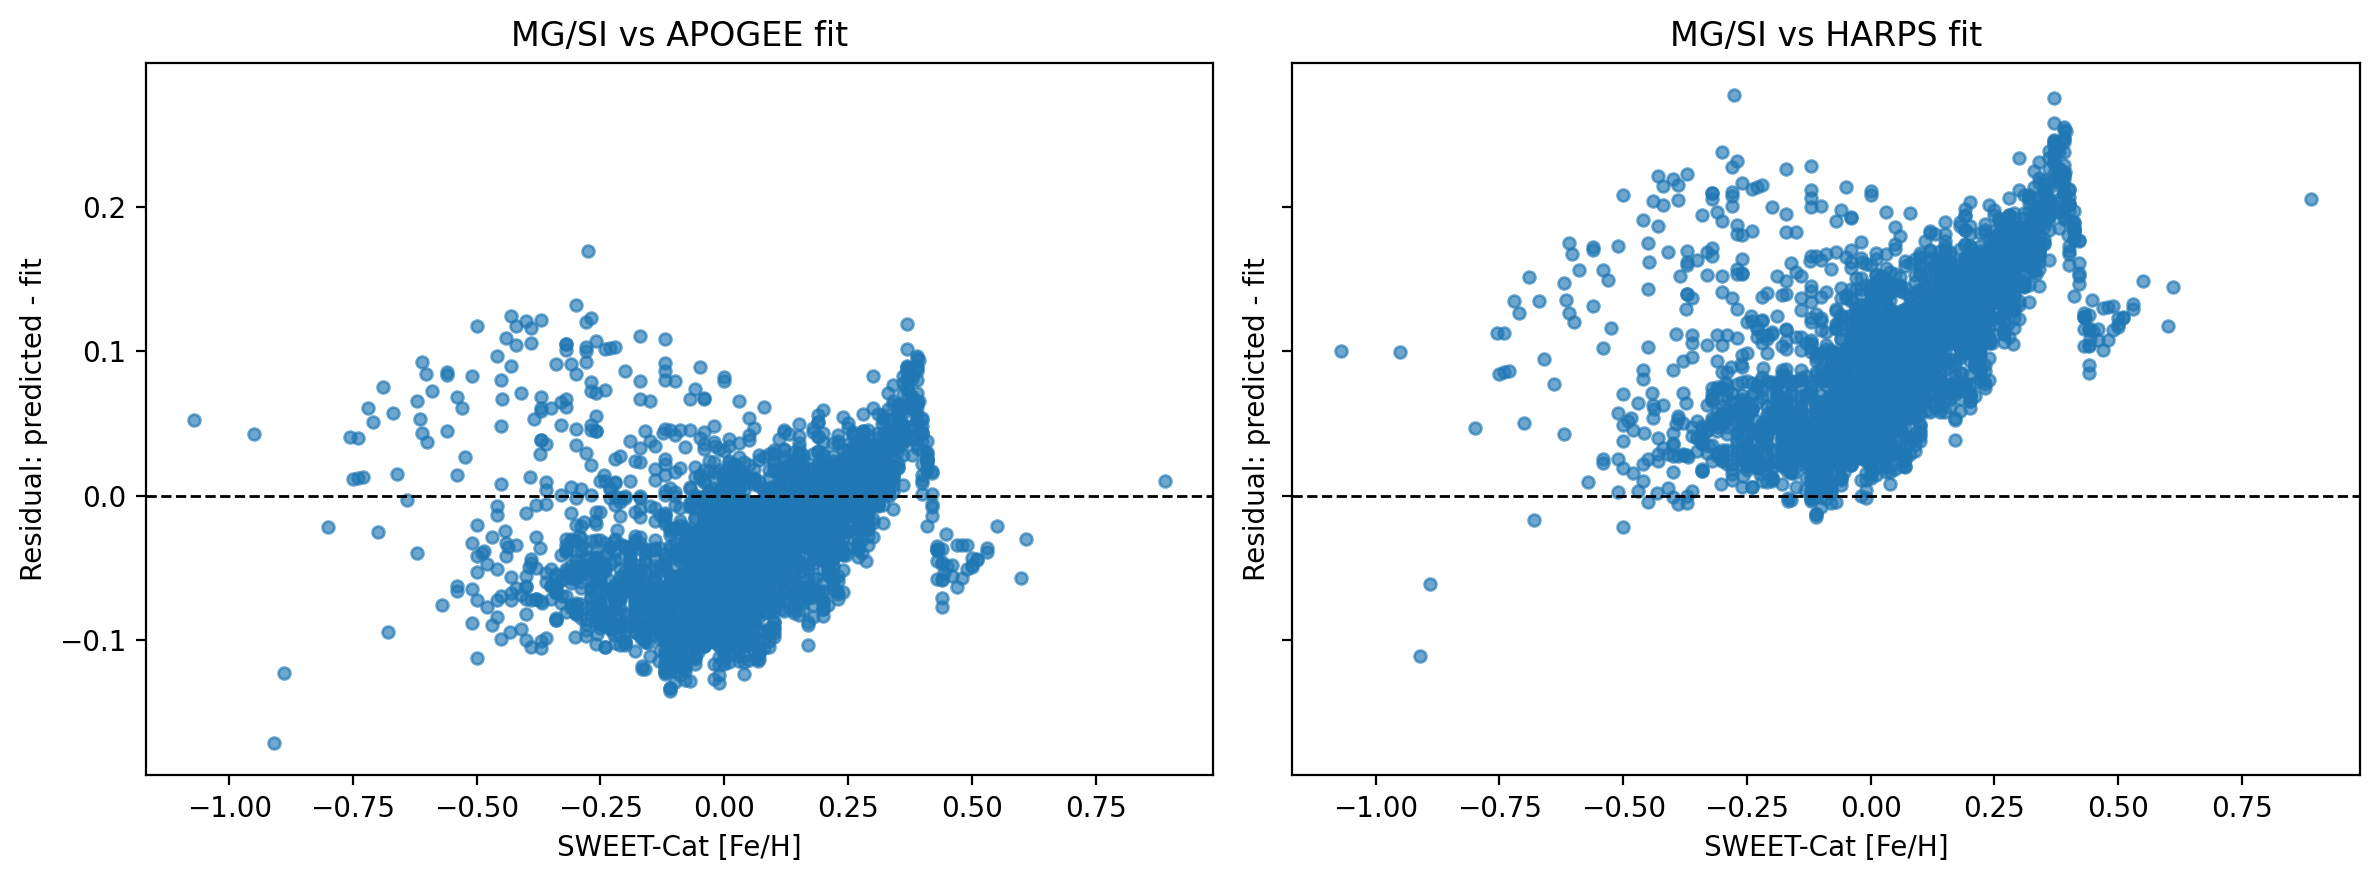 MG/SI vs APOGEE fit
Residual: predicted - fit
0.2
0.1
0.0
−0.1
−1.00 −0.75 −0.50 −0.25 0.00 0.25 0.50 0.75
SWEET-Cat [Fe/H]
MG/SI vs HARPS fit
Residual: predicted - fit
−1.00 −0.75 −0.50 −0.25 0.00 0.25 0.50 0.75
SWEET-Cat [Fe/H]